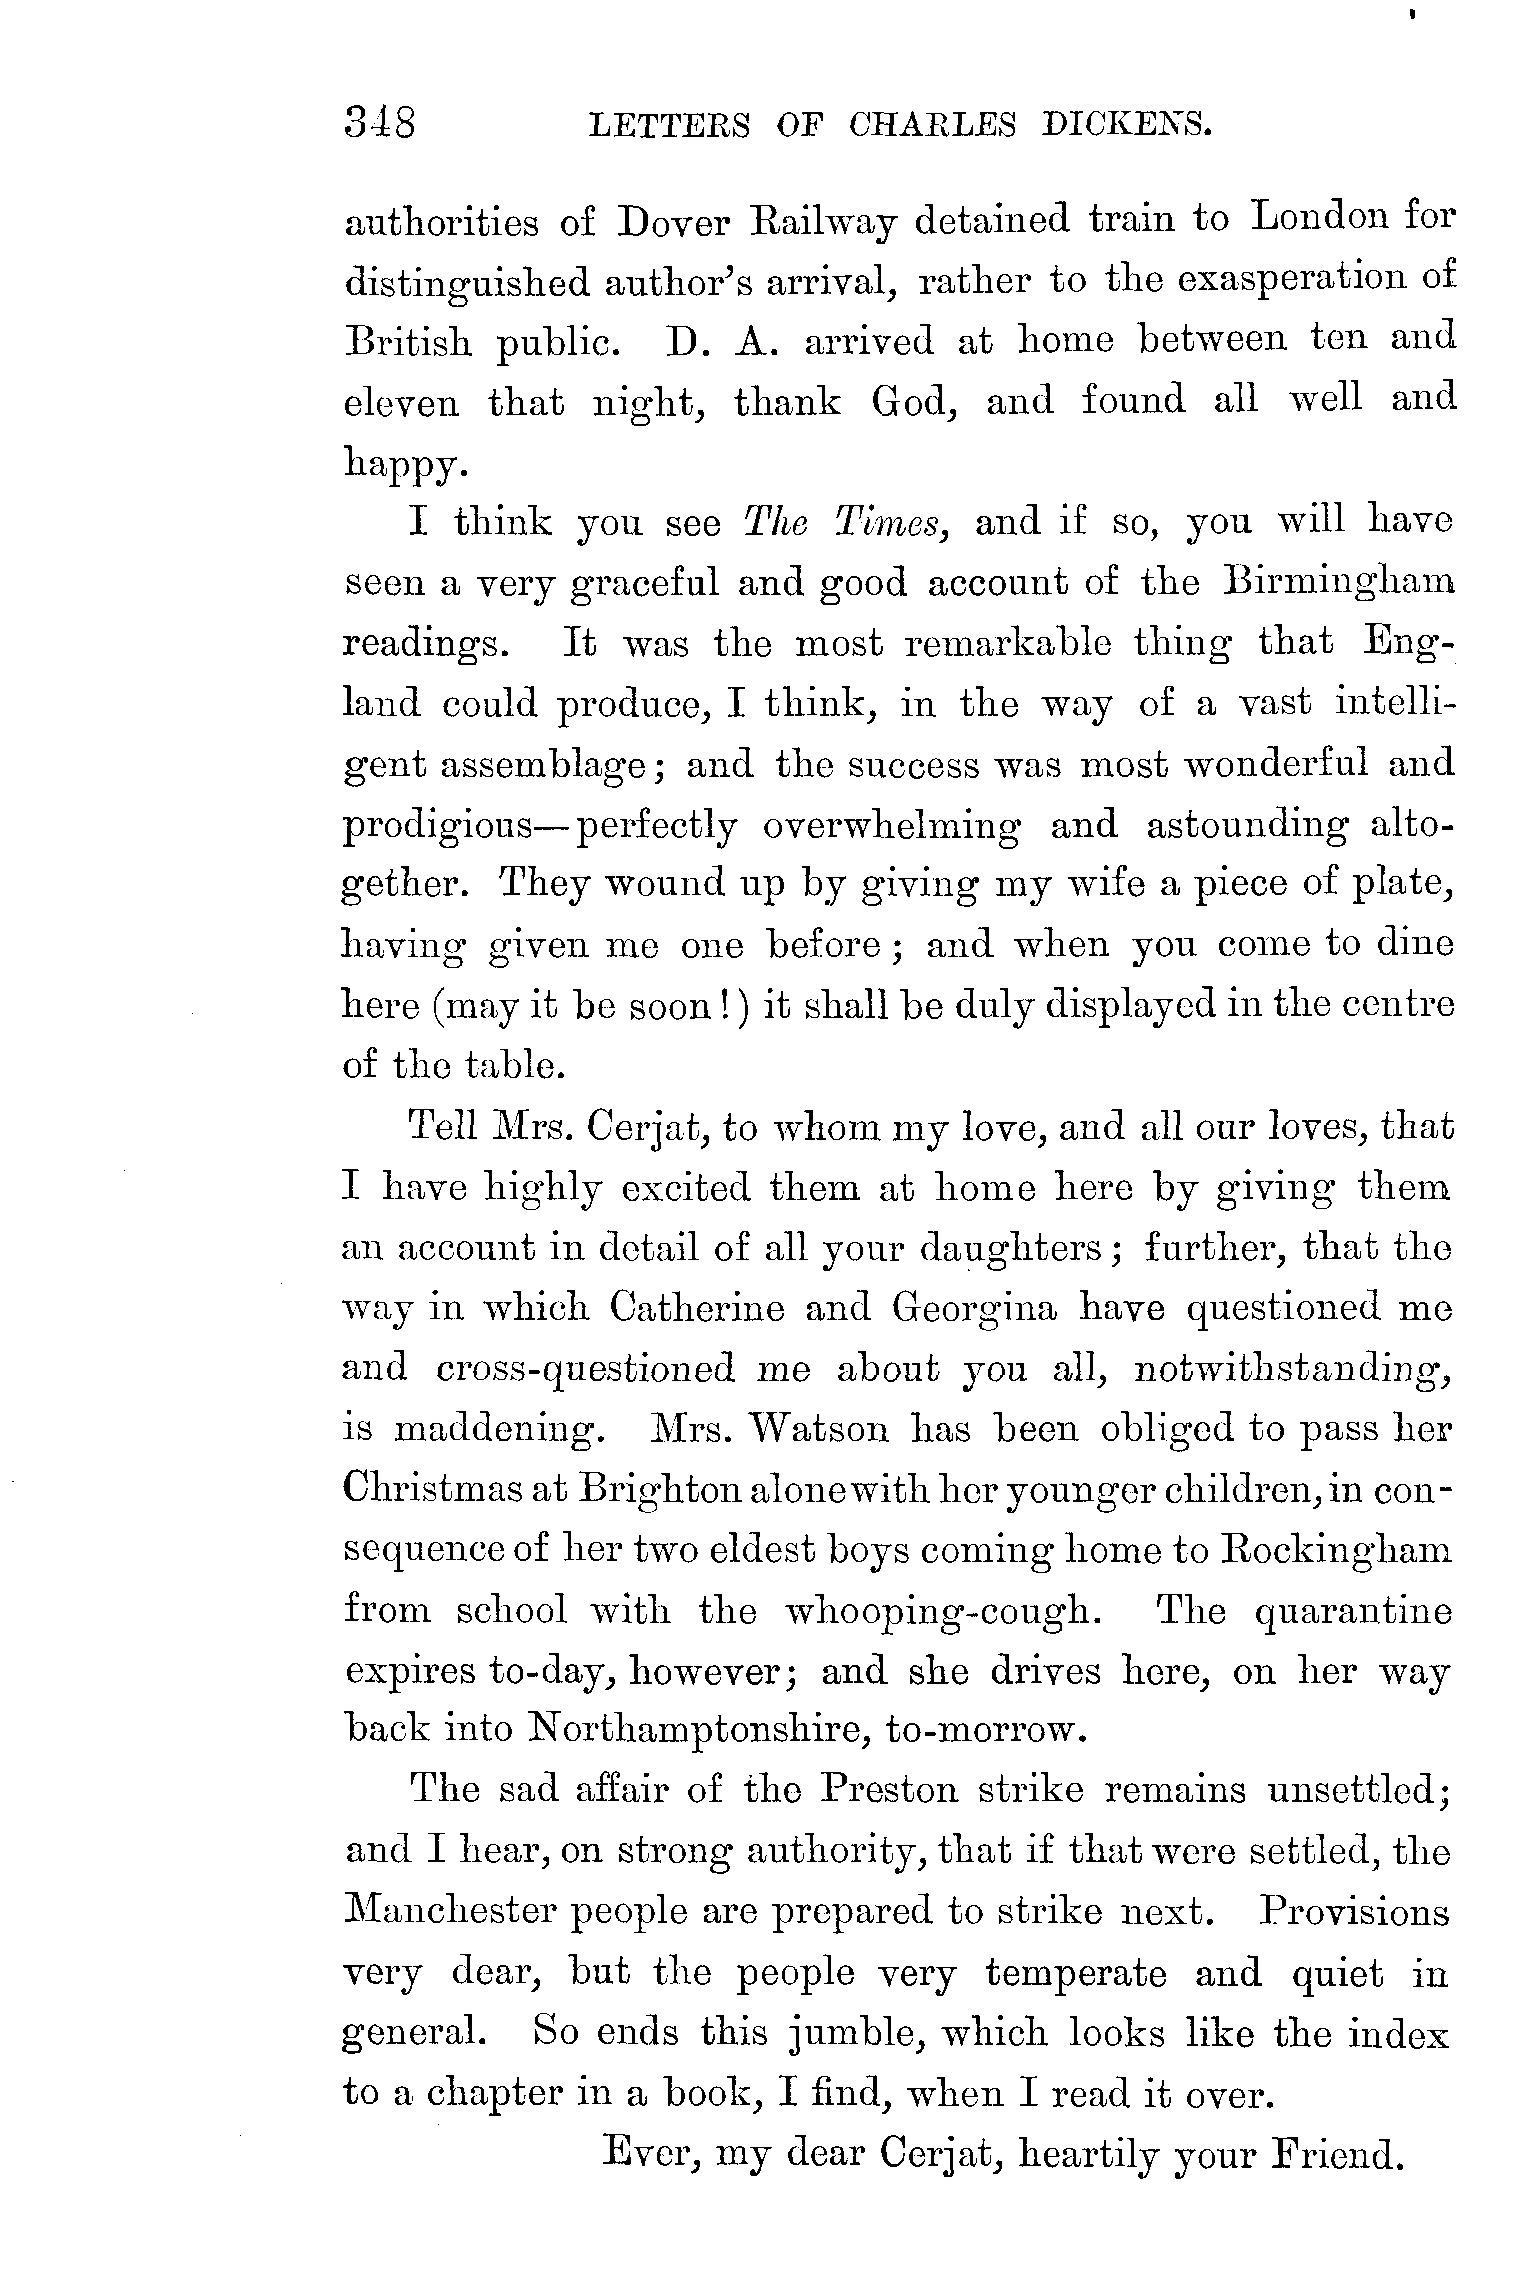 348 LETTERS OF CHARLES DICKENS.
authorities of Dover Railway detained train to London for
distinguished author's arrival, rather to the exasperation of
British public. D. A. arrived at home between ten and
eleven that night, thank God, and found all well and
happy.
I think you see The Times, and if so, you will have
seen a very graceful and good account of the Birmingham
readings. It was the most remarkable thing that Eng-
land could produce, I think, in the way of a vast intelli-
gent assemblage; and the success was most wonderful and
prodigious—perfectly overwhelming and astounding alto-
gether. They wound up by giving my wife a piece of plate,
having given me one before; and when you come to dine
here (may it be soon!) it shall be duly displayed in the centre
of the table.
Tell Mrs. Cerjat, to whom my love, and all our loves, that
I have highly excited them at home here by giving them
an account in detail of all your daughters; further, that the
way in which Catherine and Georgina have questioned me
and cross-questioned me about you all, notwithstanding,
is maddening. Mrs. Watson has been obliged to pass her
Christmas at Brighton alone with her younger children, in con-
sequence of her two eldest boys coming home to Rockingham
from school with the whooping-cough. The quarantine
expires to-day, however; and she drives here, on her way
back into Northamptonshire, to-morrow.
The sad affair of the Preston strike remains unsettled;
and I hear, on strong authority, that if that were settled, the
Manchester people are prepared to strike next. Provisions
very dear, but the people very temperate and quiet in
general. So ends this jumble, which looks like the index
to a chapter in a book, I find, when I read it over.
Ever, my dear Cerjat, heartily your Friend.